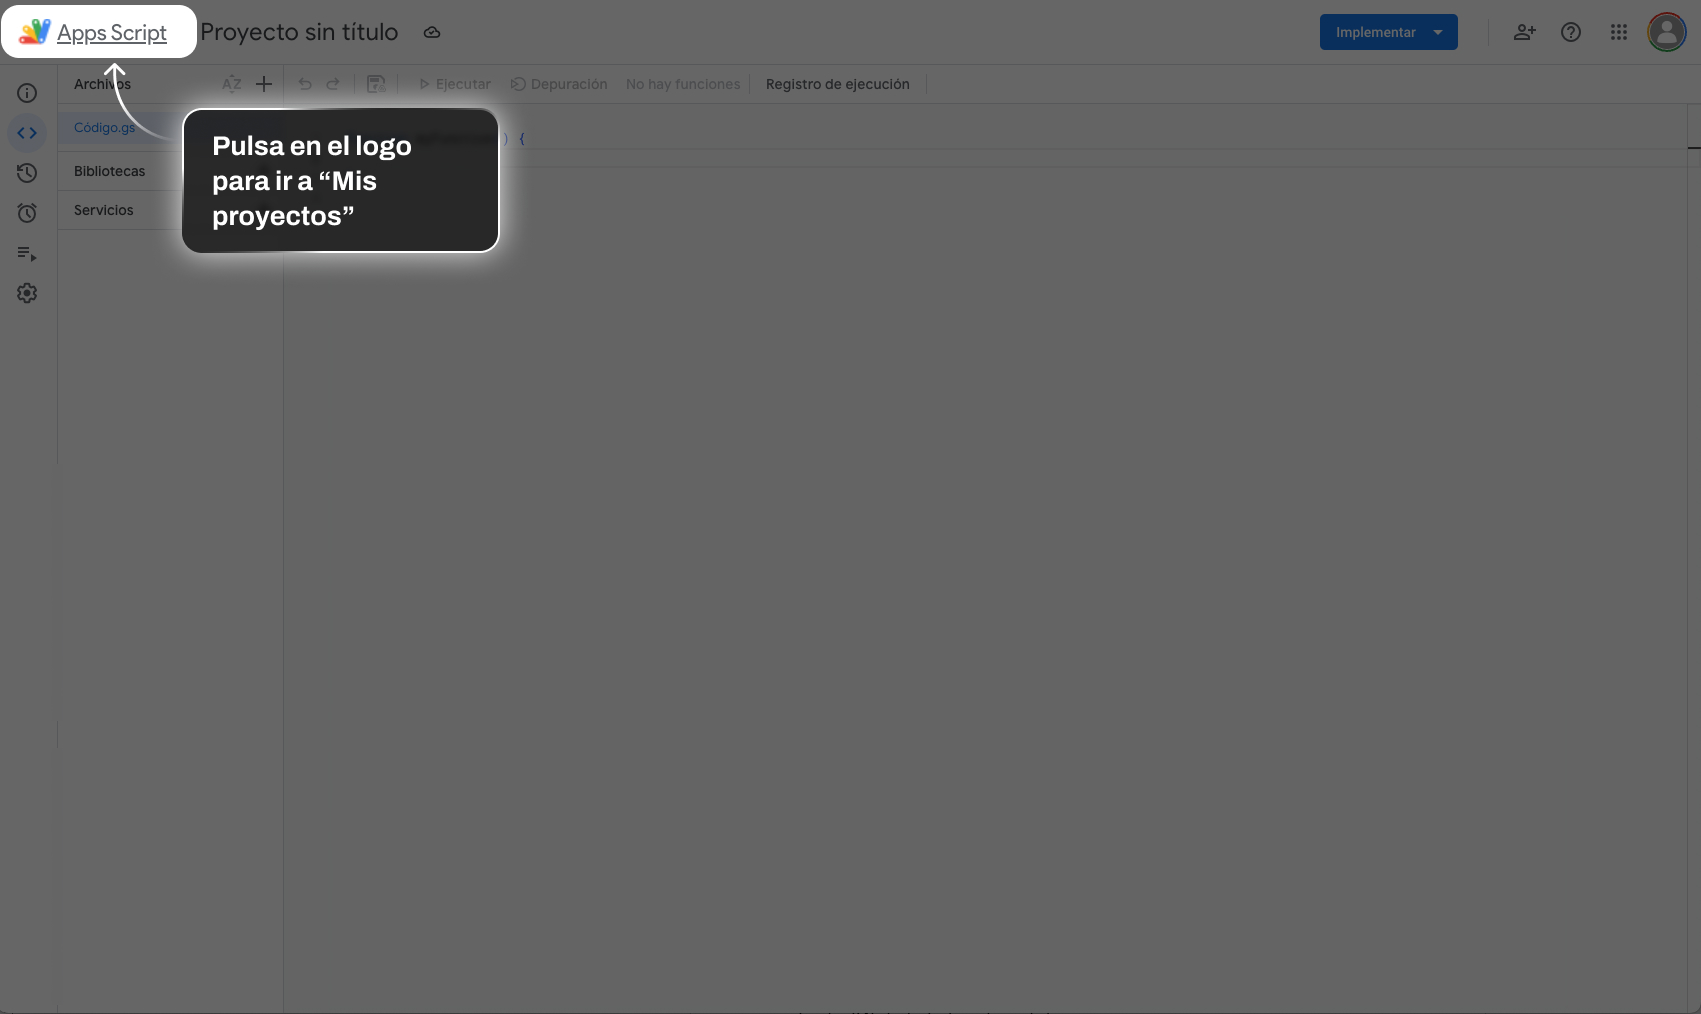 Apps Script
Proyecto sin título
Implementar
Archivos
AZ
Ejecutar
Depuración
No hay funciones
Registro de ejecución
Código.gs
) {
Bibliotecas
Servicios
Pulsa en el logo
para ir a “Mis
proyectos”